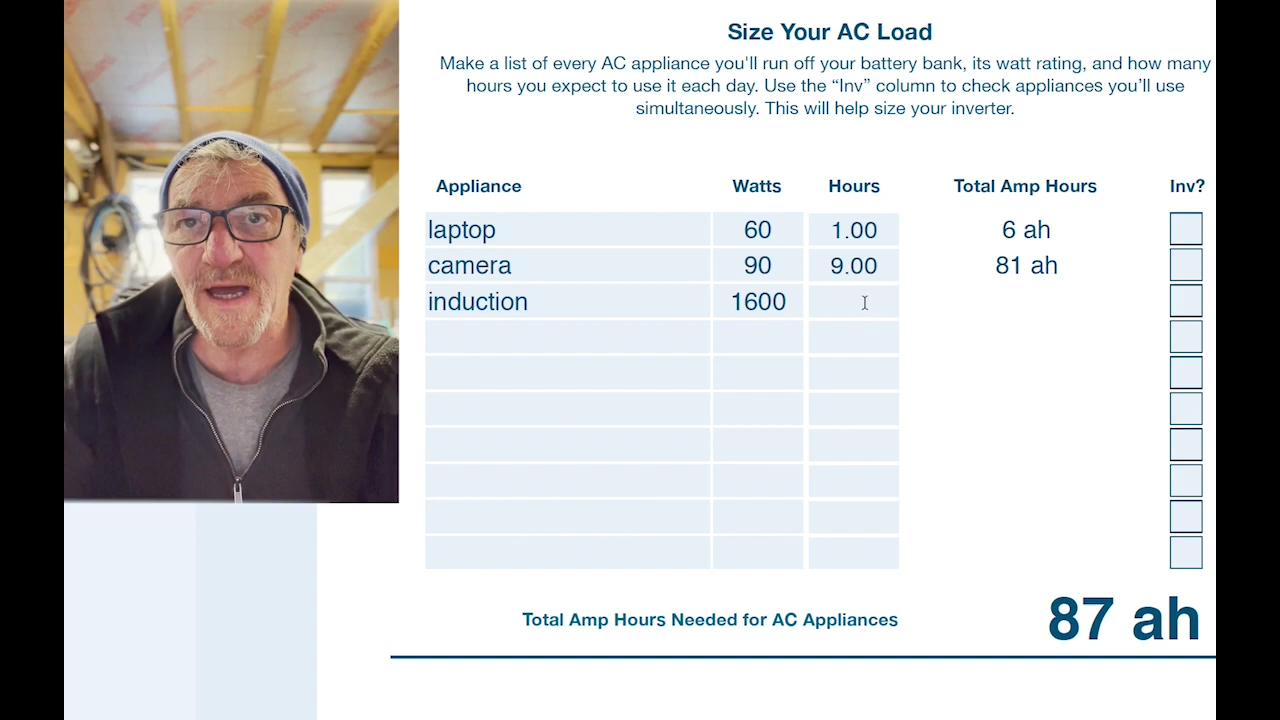 Size Your AC Load
Make a list of every AC appliance you'll run off your battery bank, its watt rating, and how many
hours you expect to use it each day. Use the “Inv” column to check appliances you’ll use
simultaneously. This will help size your inverter.
Appliance Watts Hours Total Amp Hours Inv?
laptop 60 1.00 6 ah
camera 90 9.00 81 ah
induction 1600
Total Amp Hours Needed for AC Appliances 87 ah